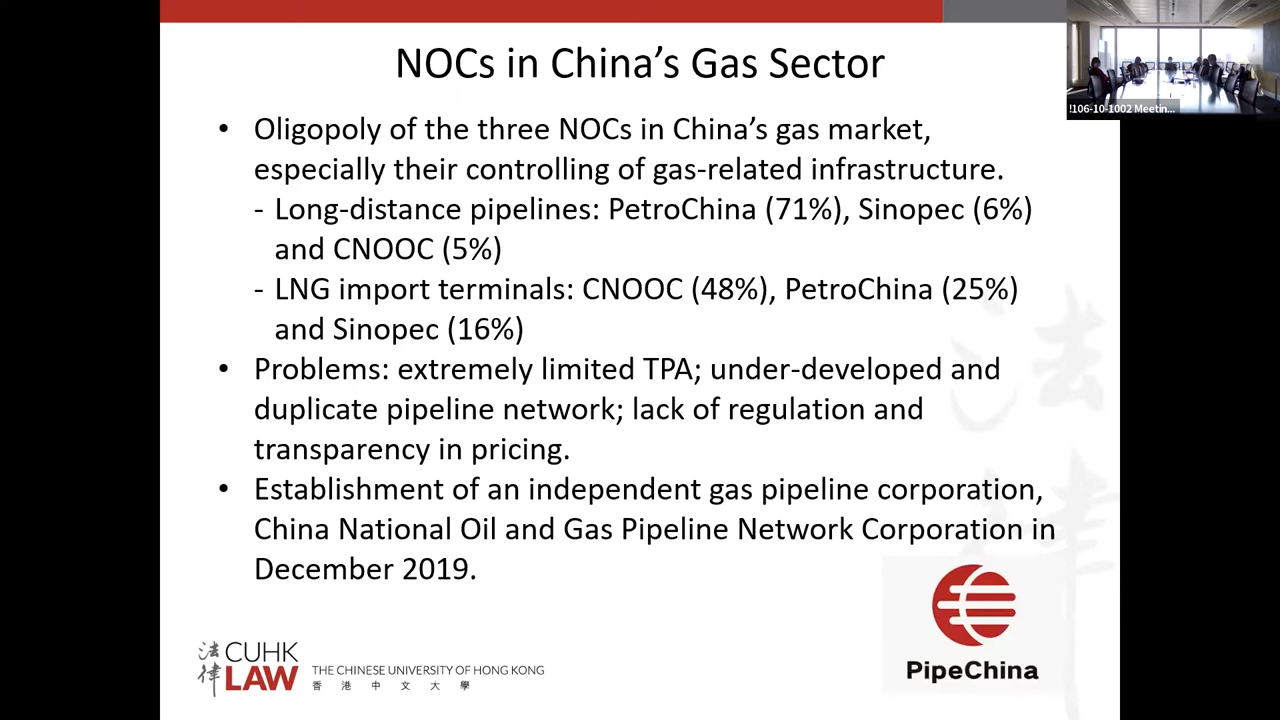 NOCs in China’s Gas Sector
!106-10-1002 Meetin...
• Oligopoly of the three NOCs in China’s gas market,
especially their controlling of gas-related infrastructure.
- Long-distance pipelines: PetroChina (71%), Sinopec (6%)
and CNOOC (5%)
- LNG import terminals: CNOOC (48%), PetroChina (25%)
and Sinopec (16%)
• Problems: extremely limited TPA; under-developed and
duplicate pipeline network; lack of regulation and
transparency in pricing.
• Establishment of an independent gas pipeline corporation,
China National Oil and Gas Pipeline Network Corporation in
December 2019.
法律
PipeChina
法律
CUHK
LAW
THE CHINESE UNIVERSITY OF HONG KONG
香港中文大學